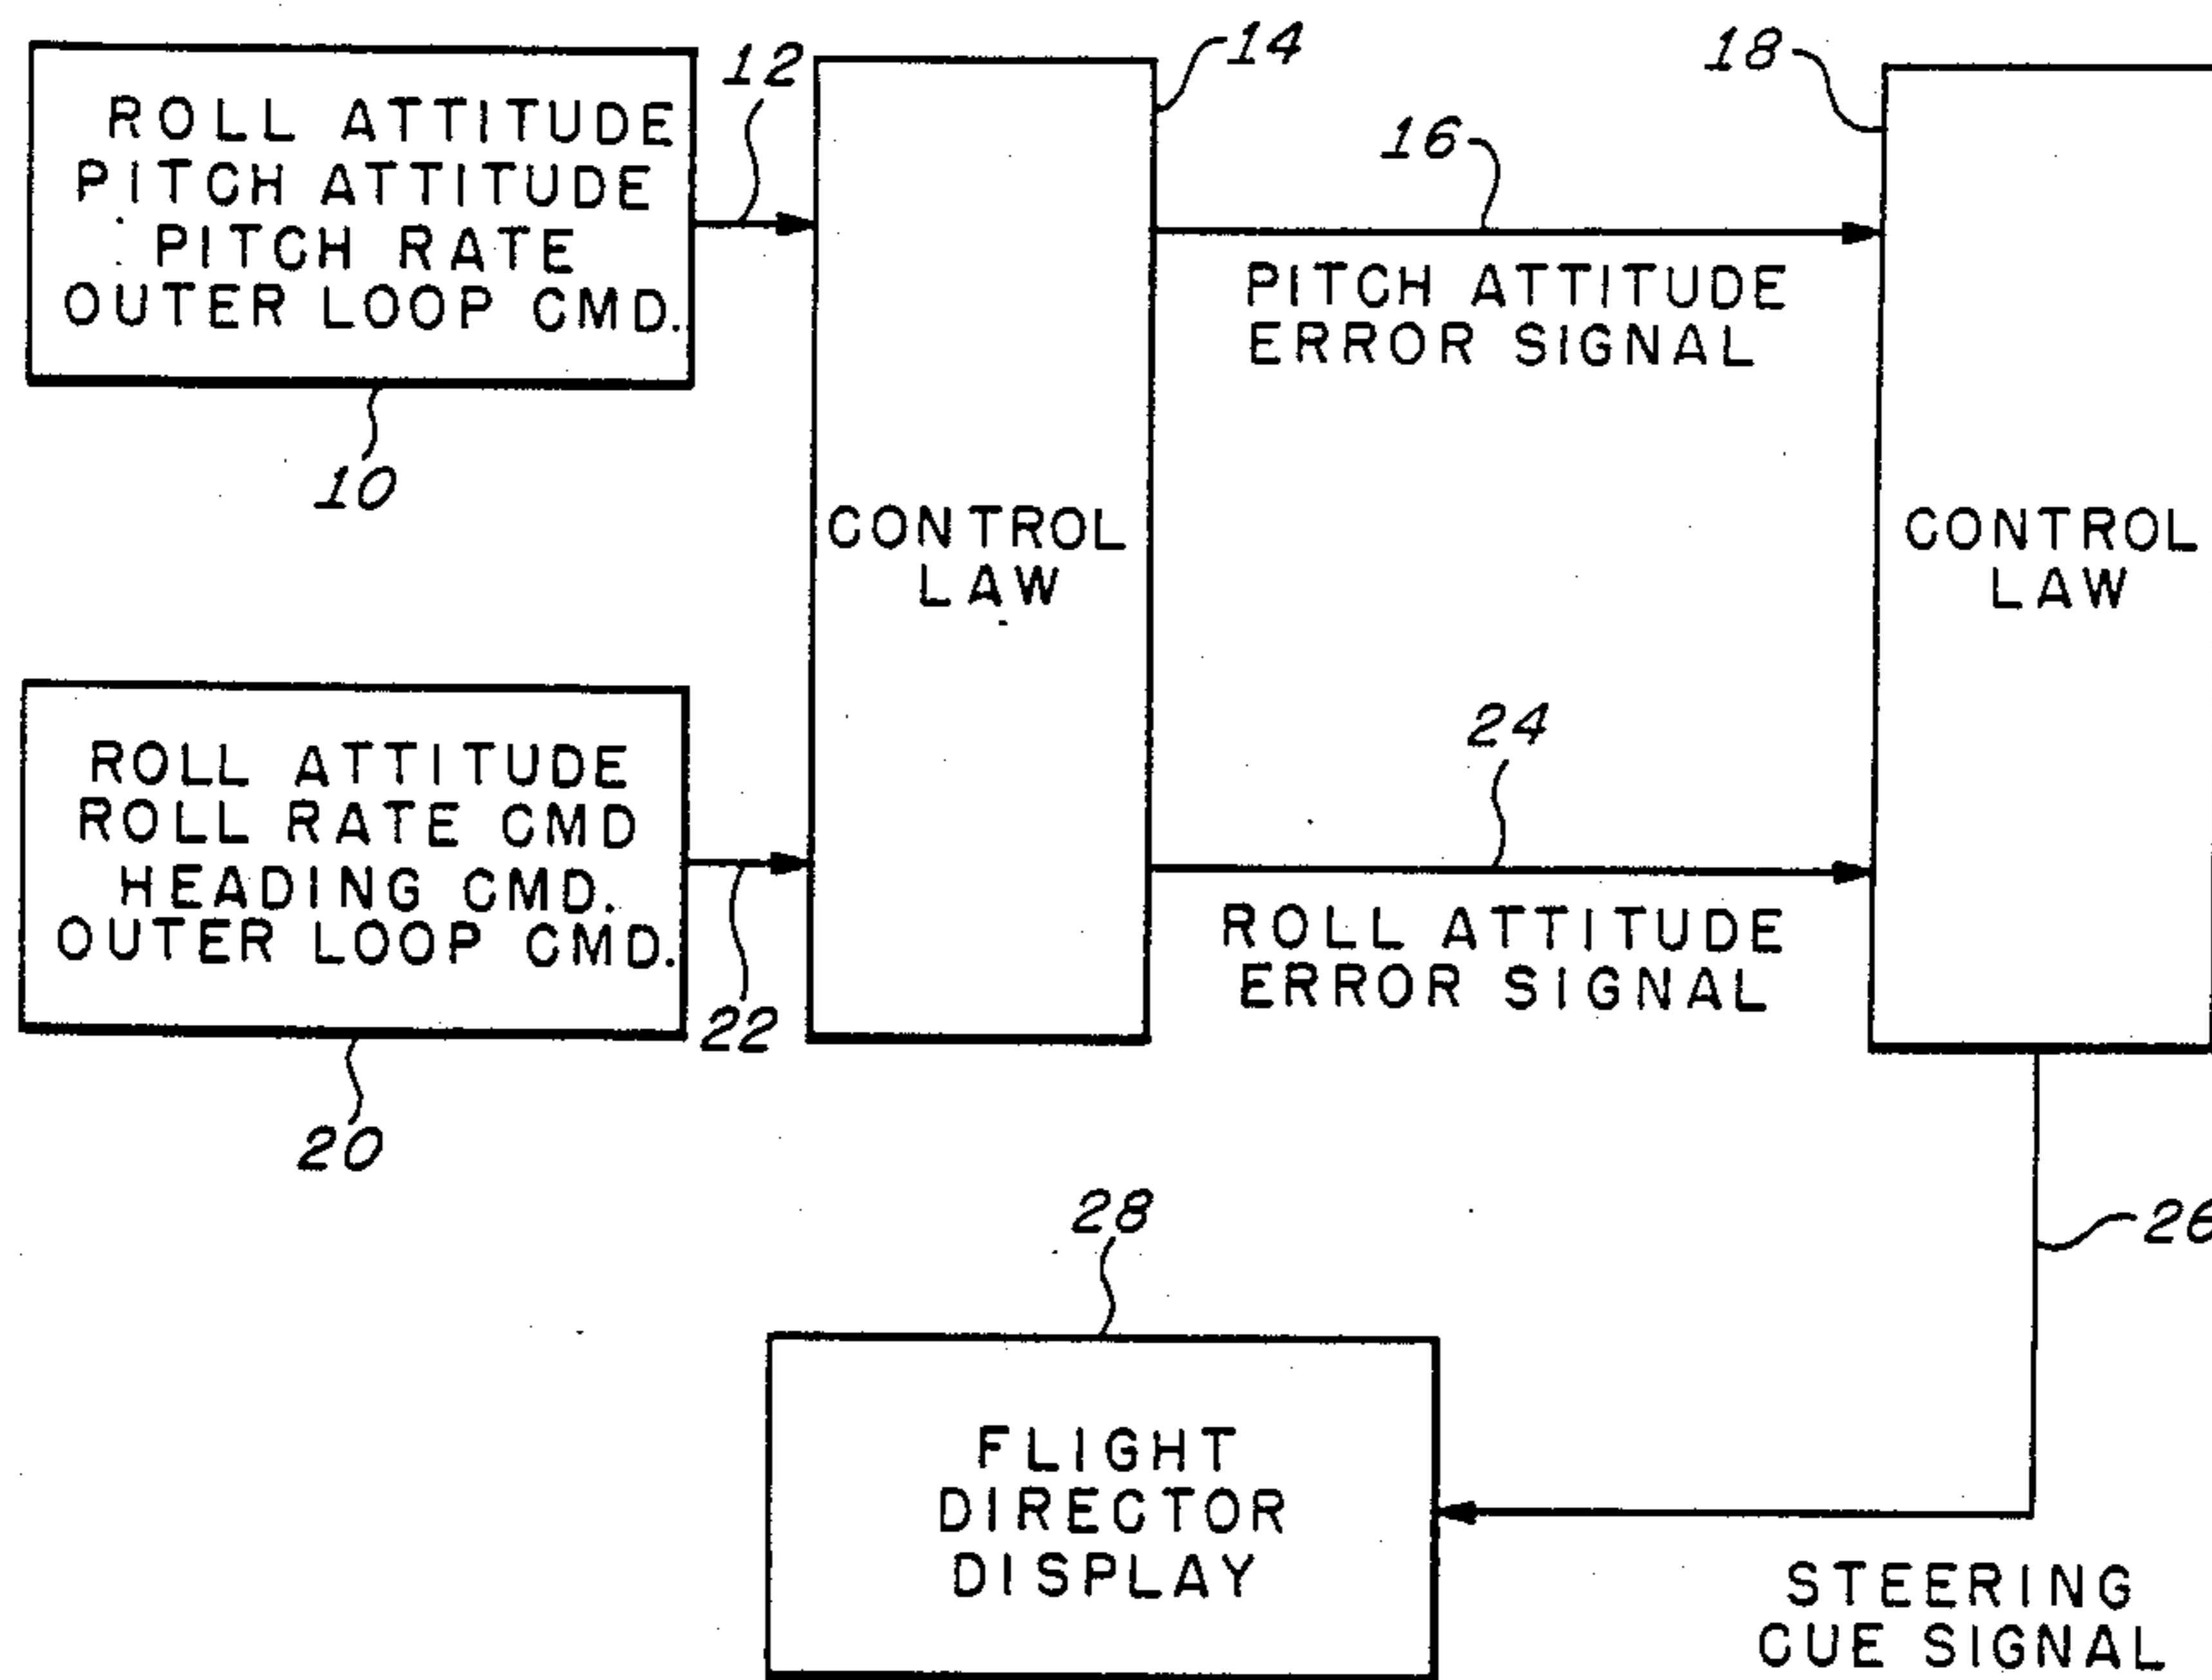 12
14
18
ROLL ATTITUDE
PITCH ATTITUDE
PITCH RATE
OUTER LOOP CMD.
10
16
PITCH ATTITUDE
ERROR SIGNAL
CONTROL
LAW
CONTROL
LAW
ROLL ATTITUDE
ROLL RATE CMD
HEADING CMD.
OUTER LOOP CMD.
20
22
24
ROLL ATTITUDE
ERROR SIGNAL
26
28
FLIGHT
DIRECTOR
DISPLAY
STEERING
CUE SIGNAL